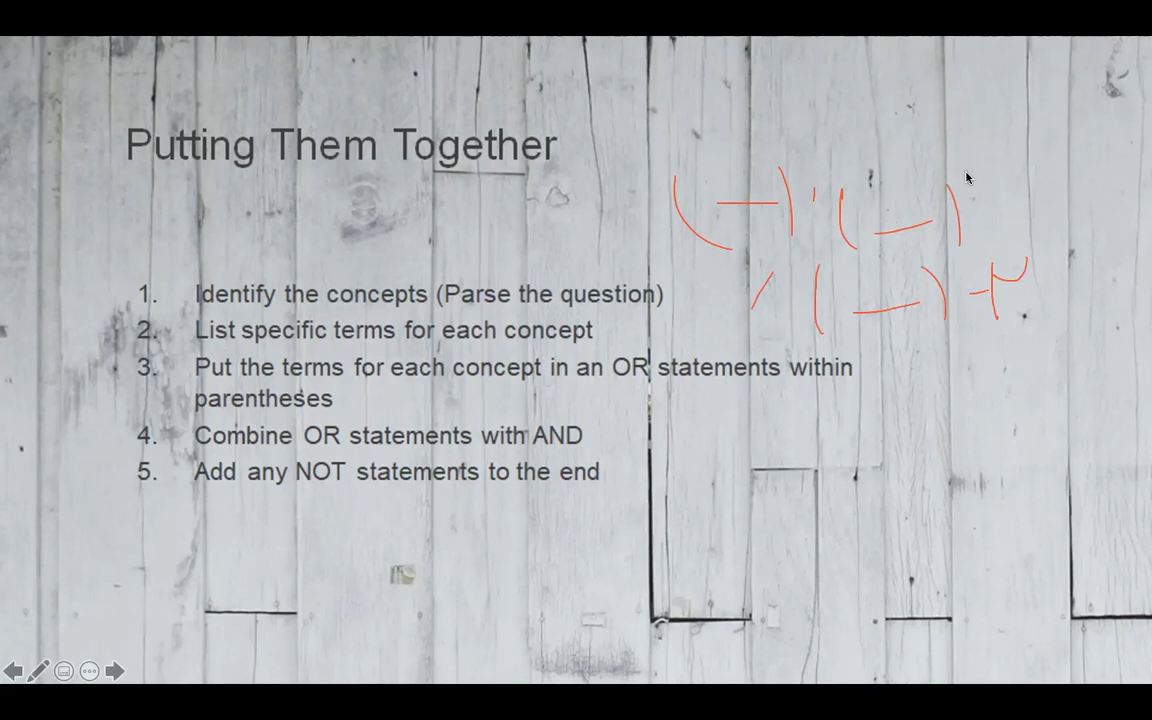 Putting Them Together
1. Identify the concepts (Parse the question)
2. List specific terms for each concept
3. Put the terms for each concept in an OR statements within
parentheses
4. Combine OR statements with AND
5. Add any NOT statements to the end